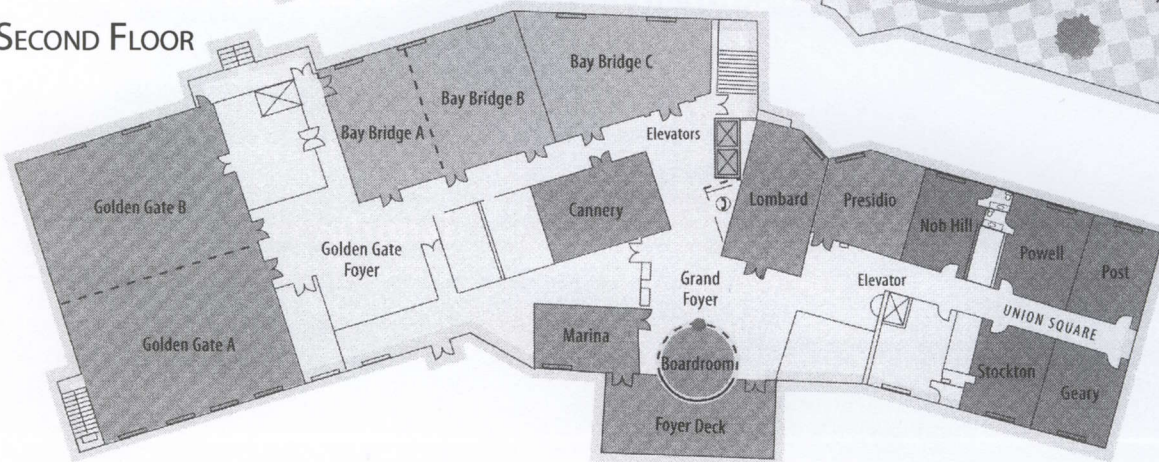 SECOND FLOOR
Bay Bridge C
Bay Bridge B
Bay Bridge A
Elevators
Golden Gate B
Cannery
Lombard
Presidio
Nob Hill
Powell
Post
Golden Gate
Foyer
Grand
Foyer
Elevator
UNION SQUARE
Golden Gate A
Marina
Boardroom
Stockton
Geary
Foyer Deck